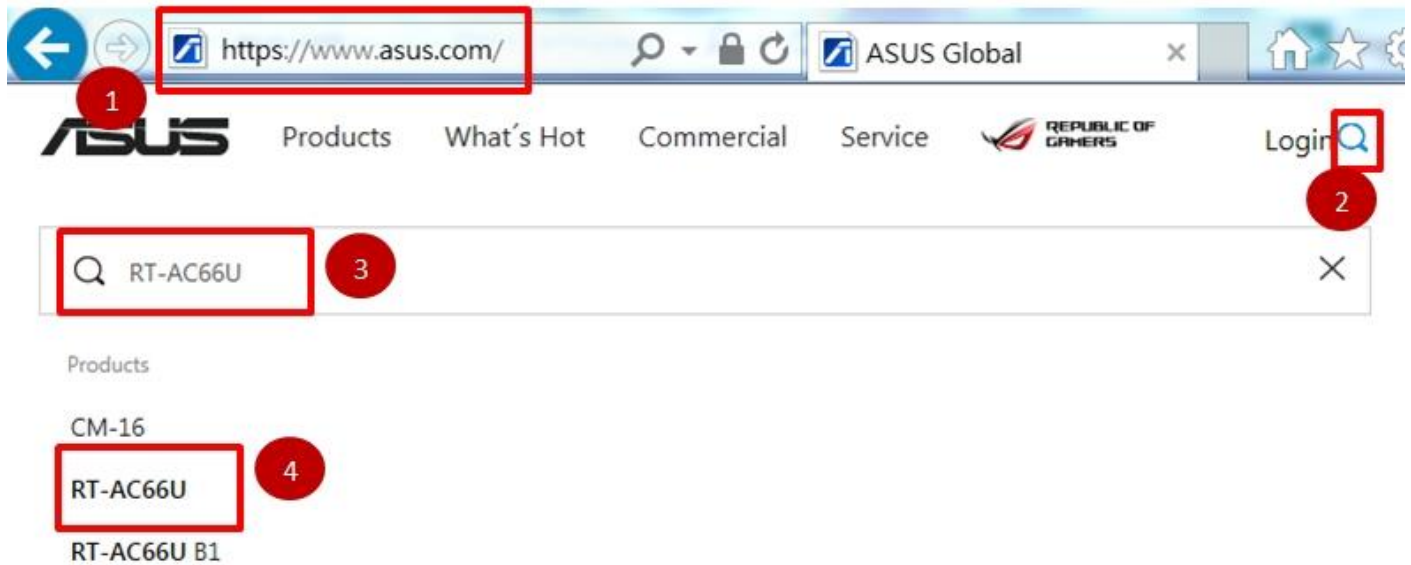 https://www.asus.com/ ASUS Global
1
ASUS Products What´s Hot Commercial Service REPUBLIC OF GAMERS Login
2
RT-AC66U 3
Products
CM-16
RT-AC66U 4
RT-AC66U B1